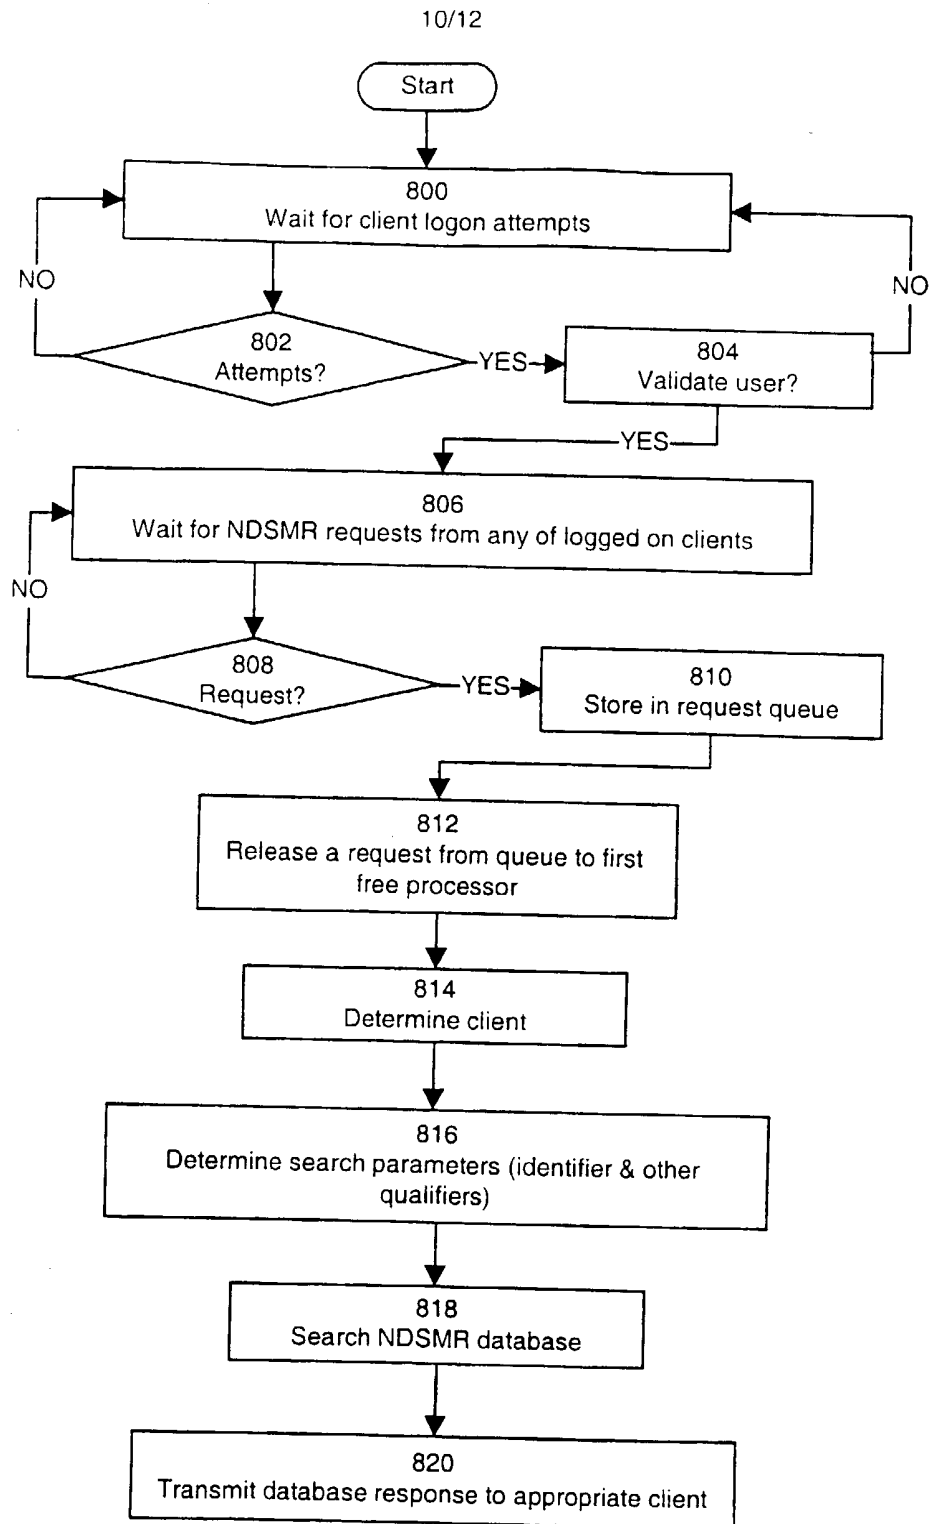 10/12
Start
800
Wait for client logon attempts
NO
NO
802
Attempts?
YES
804
Validate user?
YES
806
Wait for NDSMR requests from any of logged on clients
NO
808
Request?
YES
810
Store in request queue
812
Release a request from queue to first
free processor
814
Determine client
816
Determine search parameters (identifier & other
qualifiers)
818
Search NDSMR database
820
Transmit database response to appropriate client